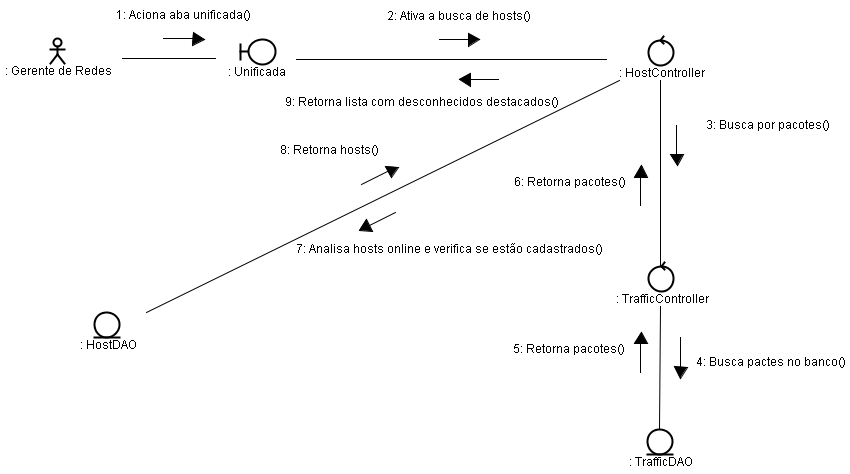 1: Aciona aba unificada()
2: Ativa a busca de hosts()
: Gerente de Redes
: Unificada
: HostController
9: Retorna lista com desconhecidos destacados()
3: Busca por pacotes()
8: Retorna hosts()
6: Retorna pacotes()
7: Analisa hosts online e verifica se estão cadastrados()
: TrafficController
: HostDAO
5: Retorna pacotes()
4: Busca pactes no banco()
: TrafficDAO